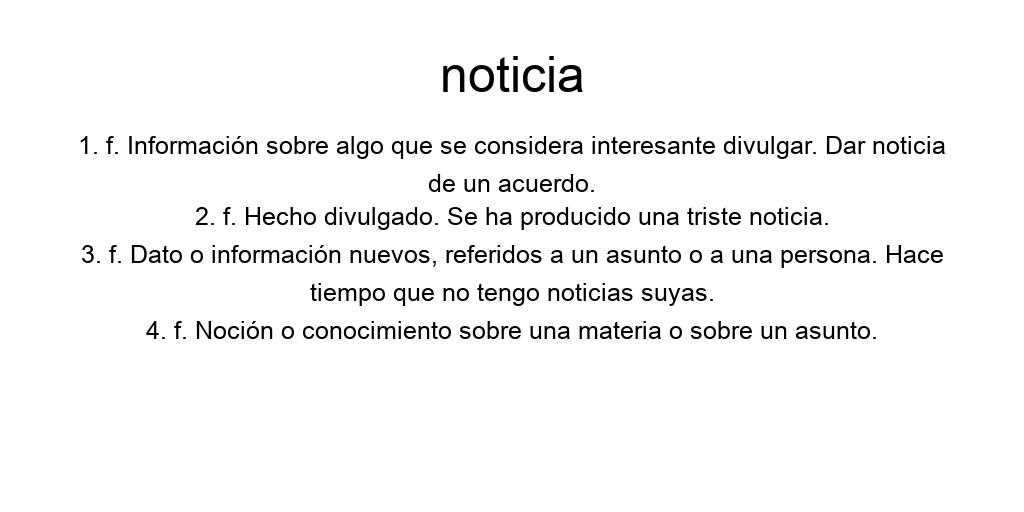 noticia
1. f. Información sobre algo que se considera interesante divulgar. Dar noticia
de un acuerdo.
2. f. Hecho divulgado. Se ha producido una triste noticia.
3. f. Dato o información nuevos, referidos a un asunto o a una persona. Hace
tiempo que no tengo noticias suyas.
4. f. Noción o conocimiento sobre una materia o sobre un asunto.